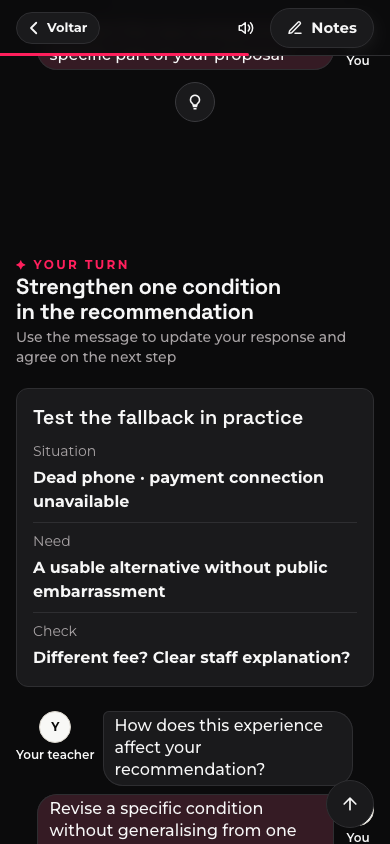 Voltar
Notes
specific part of your proposal
You
YOUR TURN
Strengthen one condition
in the recommendation
Use the message to update your response and
agree on the next step
Test the fallback in practice
Situation
Dead phone · payment connection
unavailable
Need
A usable alternative without public
embarrassment
Check
Different fee? Clear staff explanation?
Y
Your teacher
How does this experience
affect your
recommendation?
Revise a specific condition
without generalising from one
You